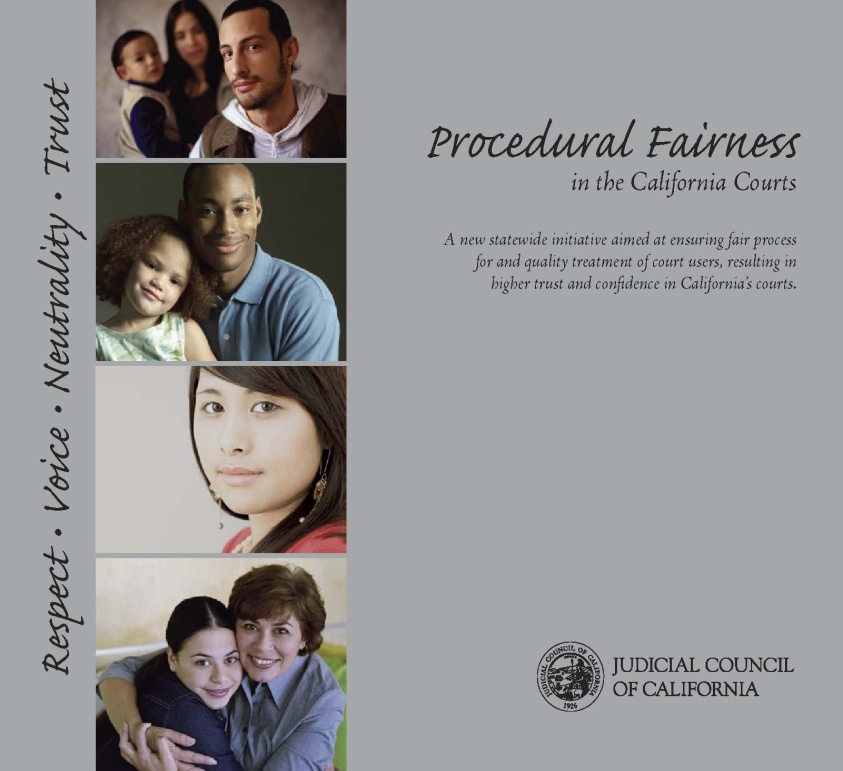 Respect • Voice • Neutrality • Trust
Procedural Fairness
in the California Courts
A new statewide initiative aimed at ensuring fair process
for and quality treatment of court users, resulting in
higher trust and confidence in California's courts.
JUDICIAL COUNCIL OF CALIFORNIA
1926
JUDICIAL COUNCIL
OF CALIFORNIA